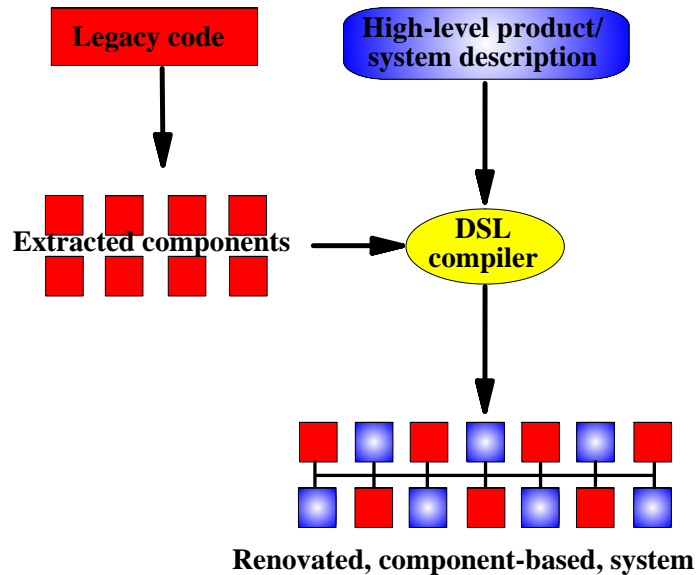 Legacy code
High-level product/
system description
Extracted components
DSL
compiler
Renovated, component-based, system